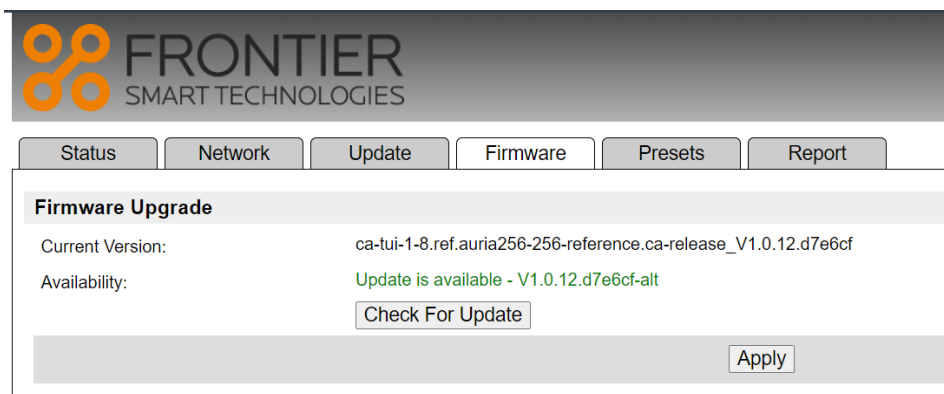 FRONTIER
SMART TECHNOLOGIES
Status Network Update Firmware Presets Report
Firmware Upgrade
Current Version: ca-tui-1-8.ref.auria256-256-reference.ca-release_V1.0.12.d7e6cf
Availability: Update is available - V1.0.12.d7e6cf-alt
Check For Update
Apply